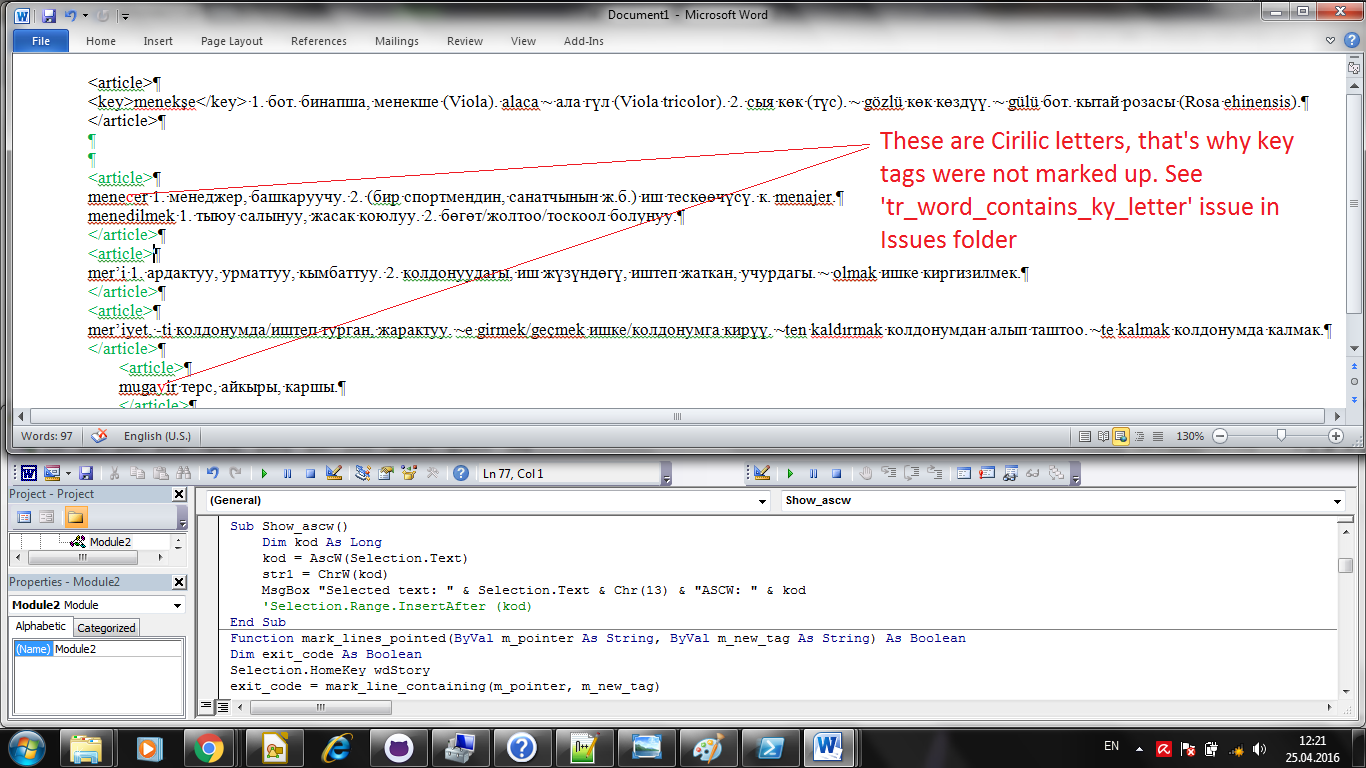 Document1 - Microsoft Word
File Home Insert Page Layout References Mailings Review View Add-Ins
<article>¶
<key>menekşe</key> 1. бот. бинапша, менекше (Viola). alaca ~ ала гүл (Viola tricolor). 2. сыя көк (түс). ~ gözlü көк көздүү. ~ gülü бот. кытай розасы (Rosa ehinensis).¶
</article>¶
¶
¶
<article>¶
menecer 1. менеджер, башкаруучу. 2. (бир спортмендин, санатчынын ж.б.) иш тескөөчүсү. к. menajer.¶
menedilmek 1. тыюу салынуу, жасак коюлуу. 2. бөгөт/жолтоо/тоскоол болунуу.¶
</article>¶
<article>¶
mer’i 1. ардактуу, урматтуу, кымбаттуу. 2. колдонуудагы, иш жүзүндөгү, иштеп жаткан, учурдагы. ~ olmak ишке киргизилмек.¶
</article>¶
<article>¶
mer’iyet, -ti колдонумда/иштеп турган, жарактуу. ~e girmek/geçmek ишке/колдонумга кирүү. ~ten kaldırmak колдонумдан алып таштоо. ~te kalmak колдонумда калмак.¶
</article>¶
<article>¶
mugayir терс, айкыры, каршы.¶
</article>¶
These are Cirilic letters, that's why key
tags were not marked up. See
'tr_word_contains_ky_letter' issue in
Issues folder
Words: 97 English (U.S.) 130%
Ln 77, Col 1
Project - Project
Module2
Properties - Module2
Module2 Module
Alphabetic Categorized
(Name) Module2
(General) Show_ascw
Sub Show_ascw()
Dim kod As Long
kod = AscW(Selection.Text)
str1 = ChrW(kod)
MsgBox "Selected text: " & Selection.Text & Chr(13) & "ASCW: " & kod
'Selection.Range.InsertAfter (kod)
End Sub
Function mark_lines_pointed(ByVal m_pointer As String, ByVal m_new_tag As String) As Boolean
Dim exit_code As Boolean
Selection.HomeKey wdStory
exit_code = mark_line_containing(m_pointer, m_new_tag)
EN
12:21
25.04.2016